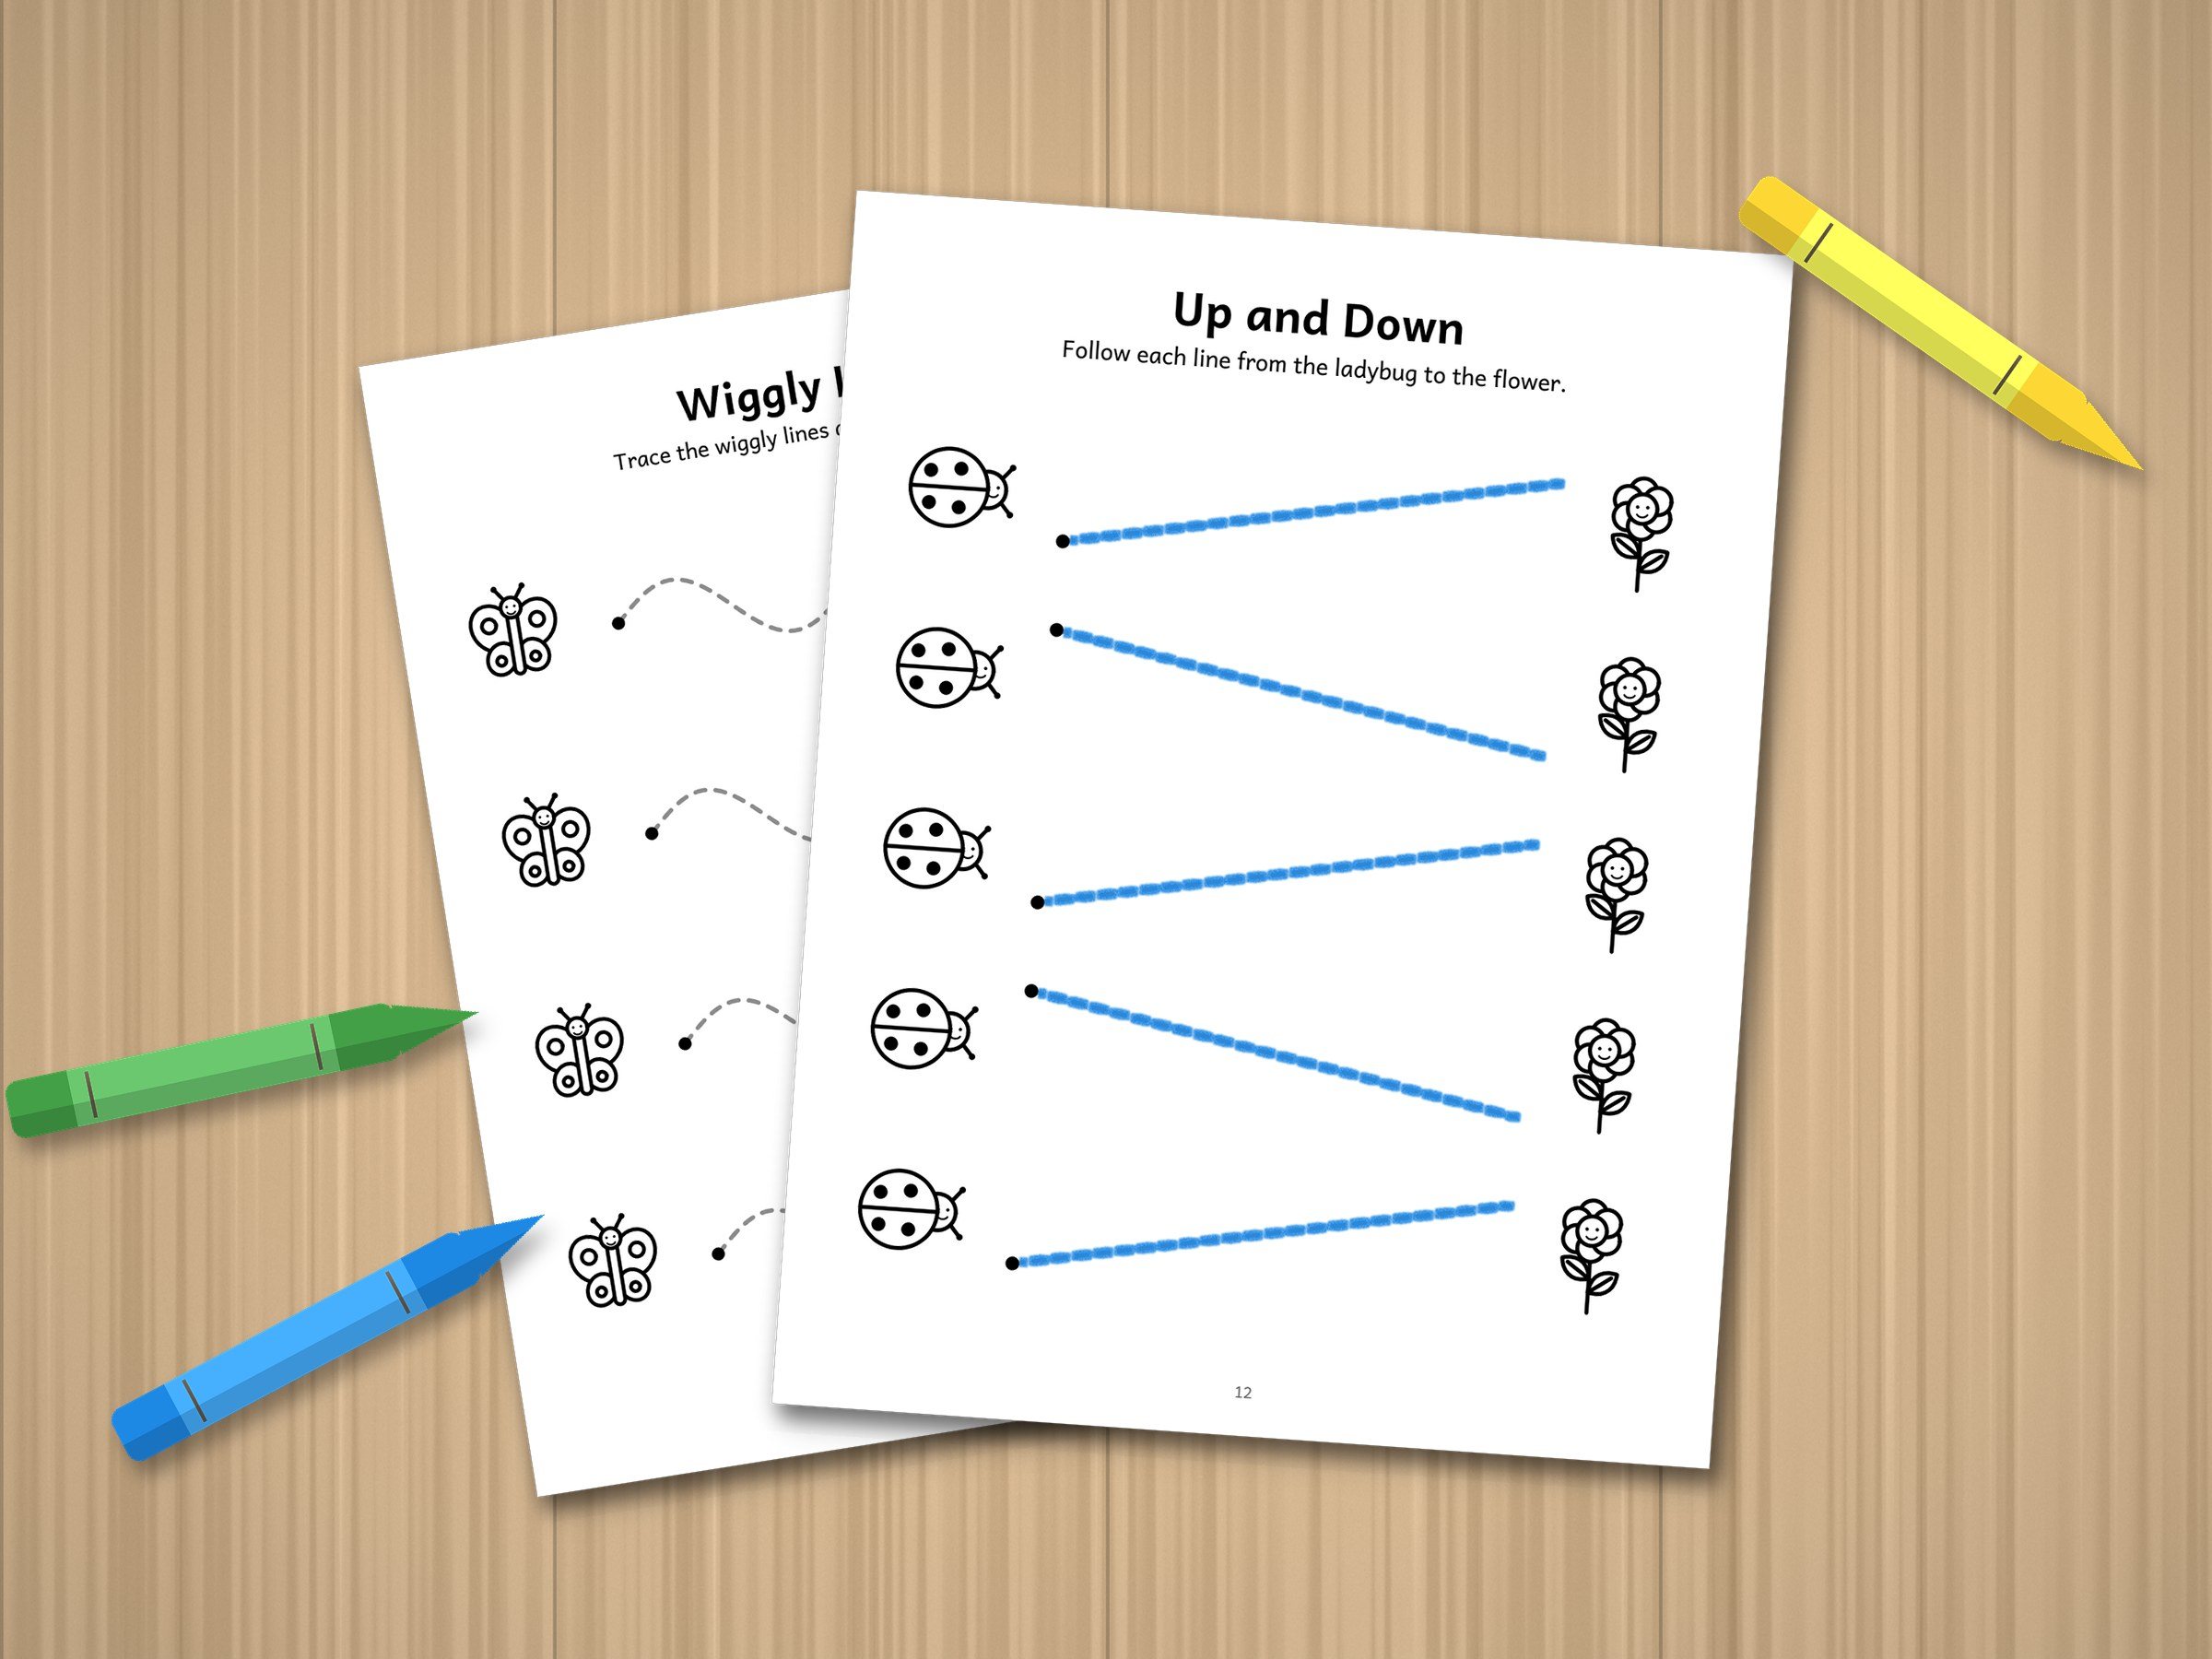 Wiggly
Trace the wiggly lines
Up and Down
Follow each line from the ladybug to the flower.
12